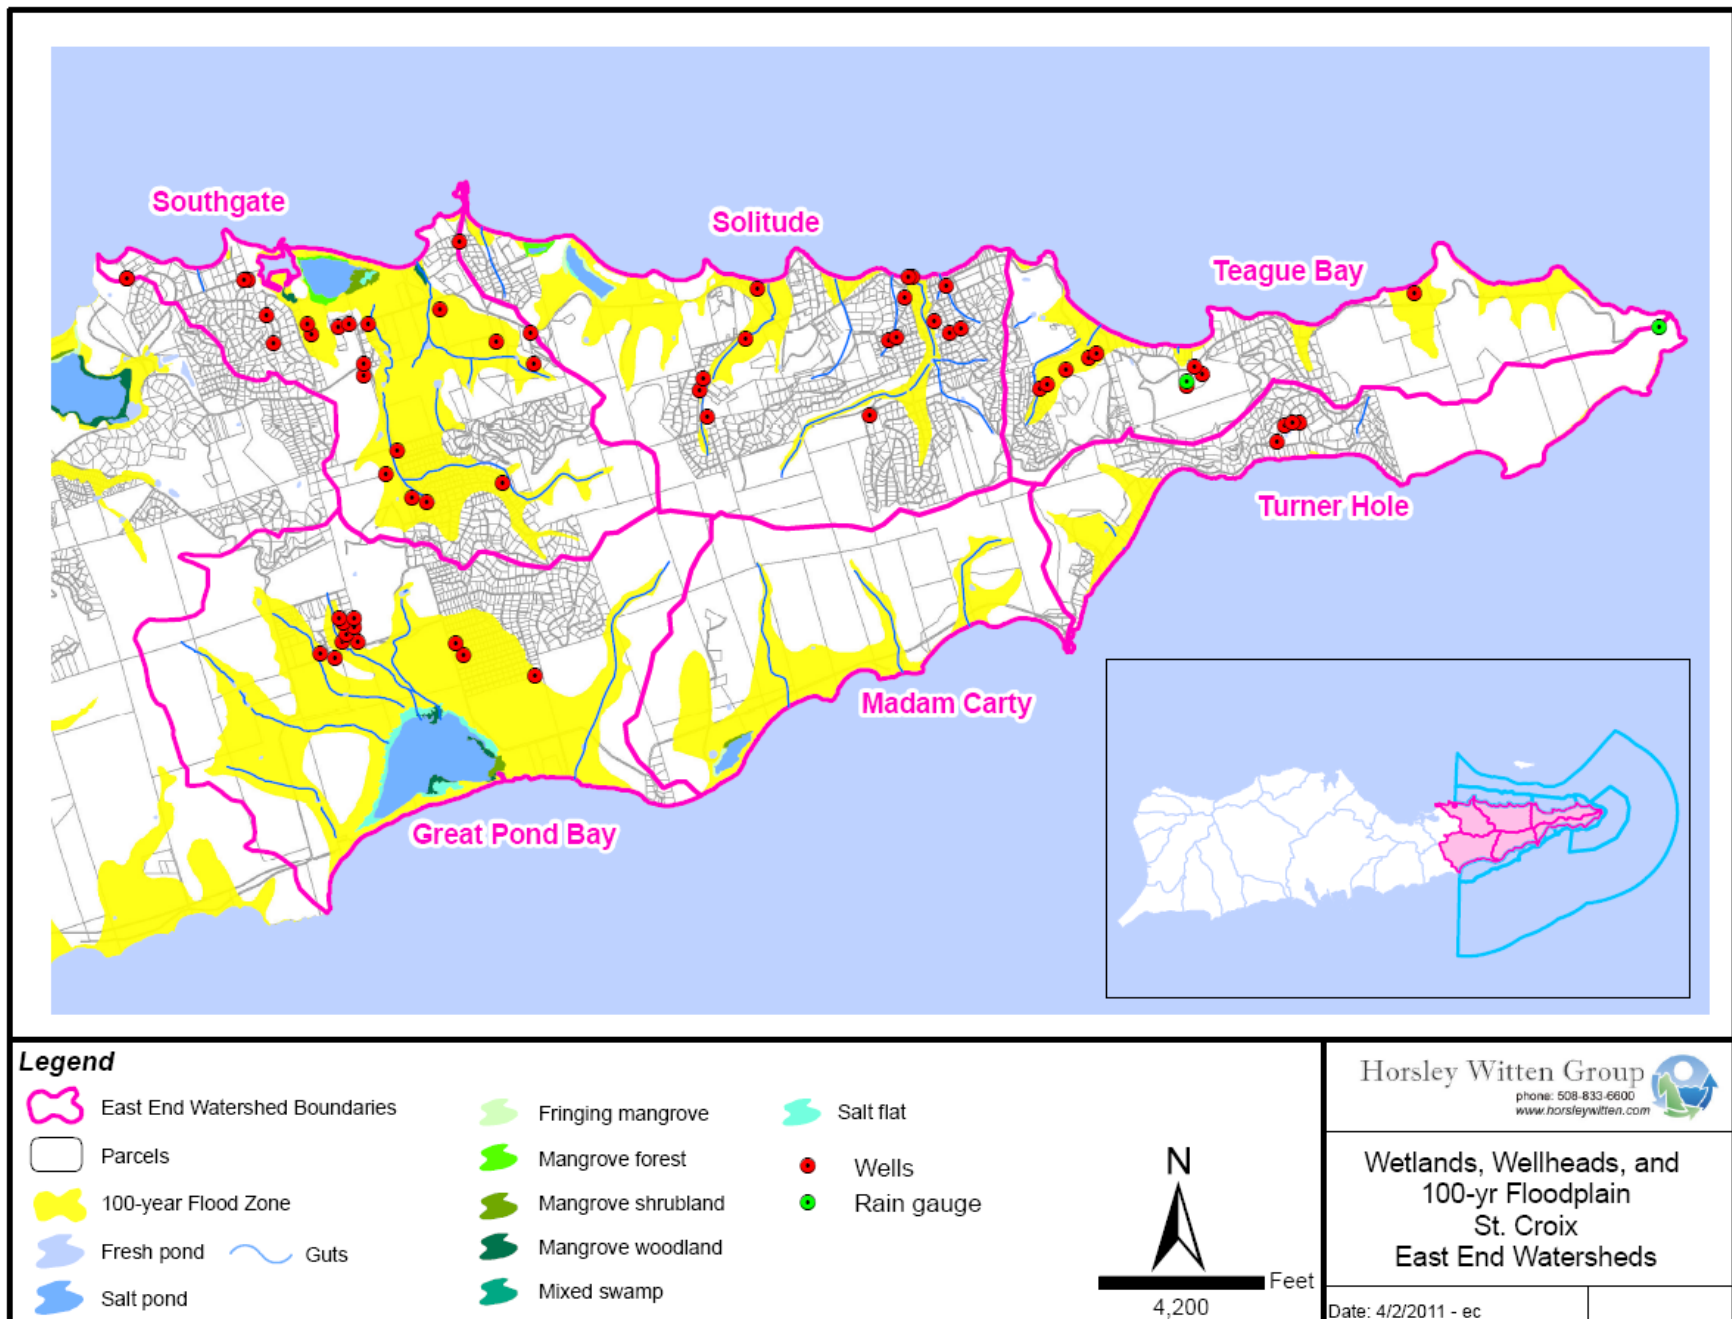 Southgate
Solitude
Teague Bay
Turner Hole
Madam Carty
Great Pond Bay
Legend
East End Watershed Boundaries
Parcels
100-year Flood Zone
Fresh pond
Guts
Salt pond
Fringing mangrove
Mangrove forest
Mangrove shrubland
Mangrove woodland
Mixed swamp
Salt flat
Wells
Rain gauge
N
Feet
4,200
Horsley Witten Group
phone: 508-833-6600
www.horsleywitten.com
Wetlands, Wellheads, and
100-yr Floodplain
St. Croix
East End Watersheds
Date: 4/2/2011 - ec